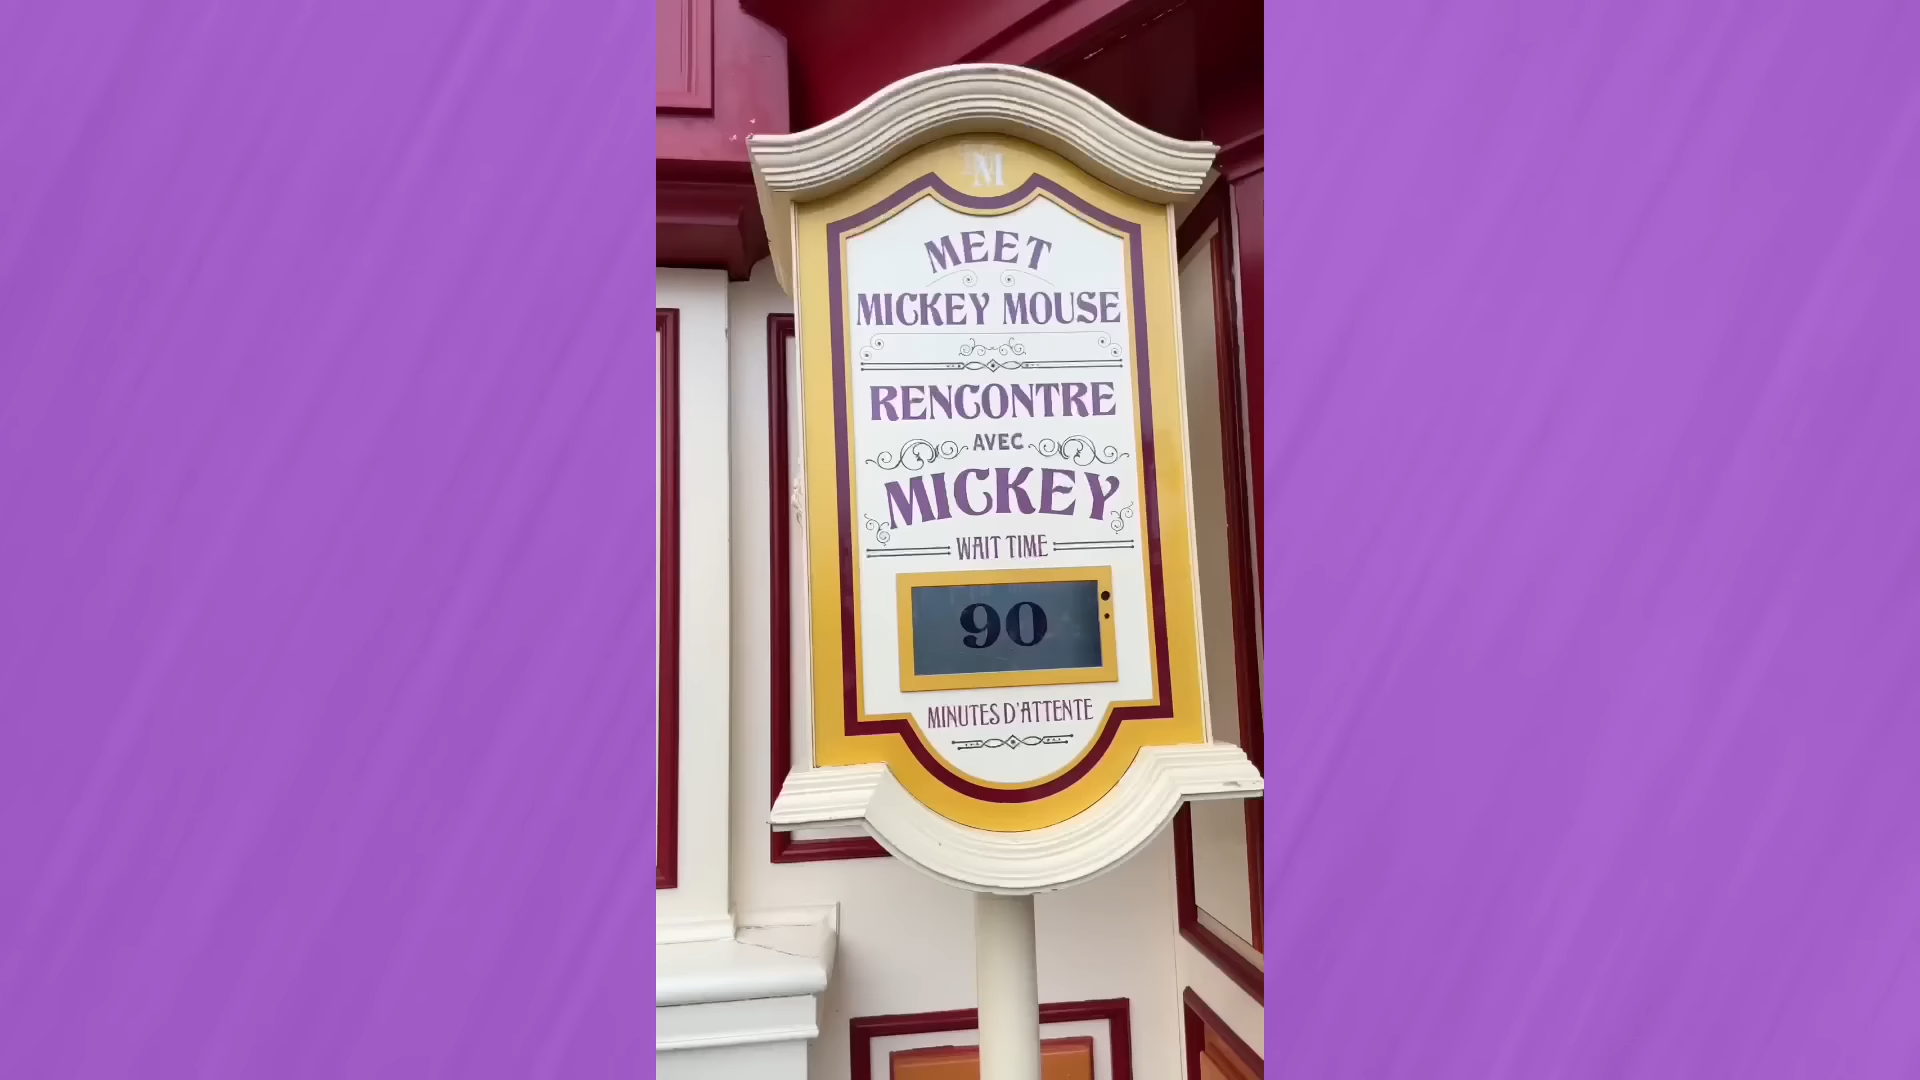 M
MEET
MICKEY MOUSE
RENCONTRE
AVEC
MICKEY
WAIT TIME
90
MINUTES D'ATTENTE